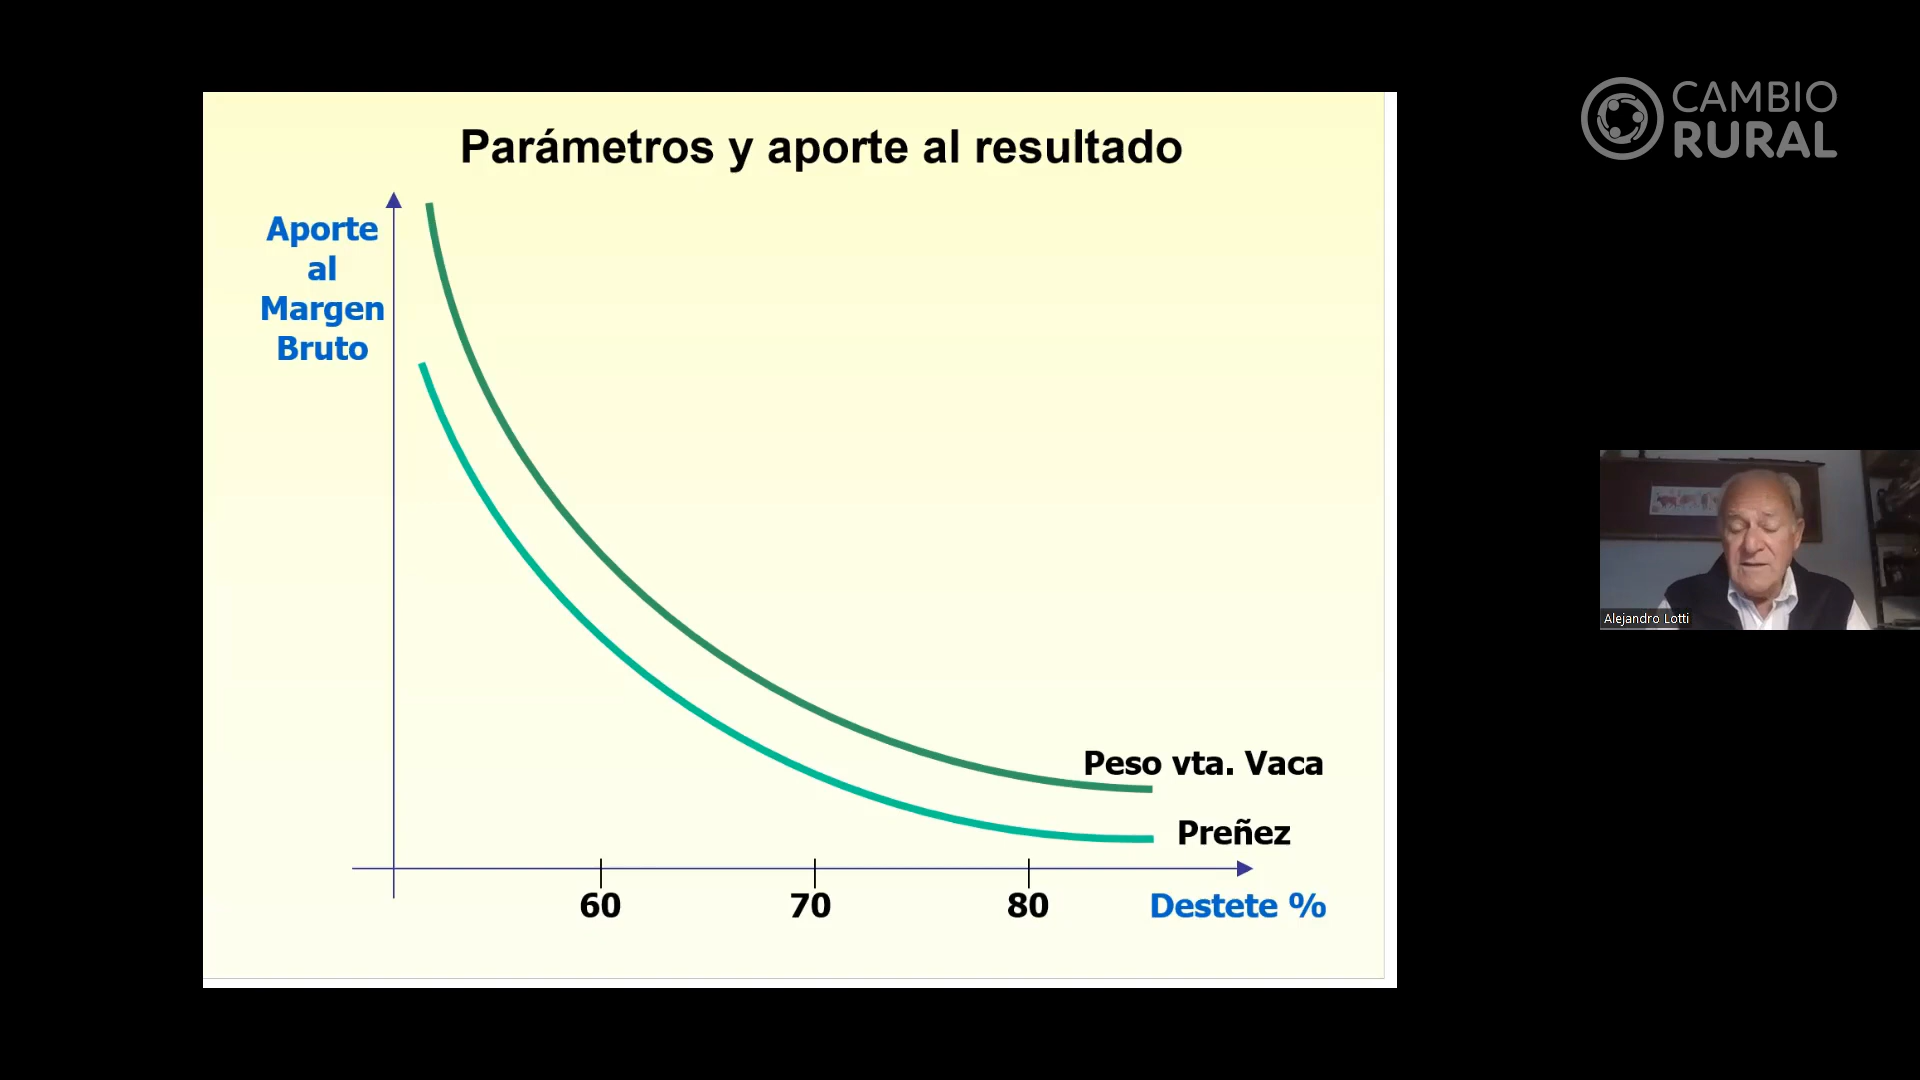 Parámetros y aporte al resultado
CAMBIO
RURAL
Aporte
al
Margen
Bruto
Peso vta. Vaca
Preñez
60
70
80
Destete %
Alejandro Lotti